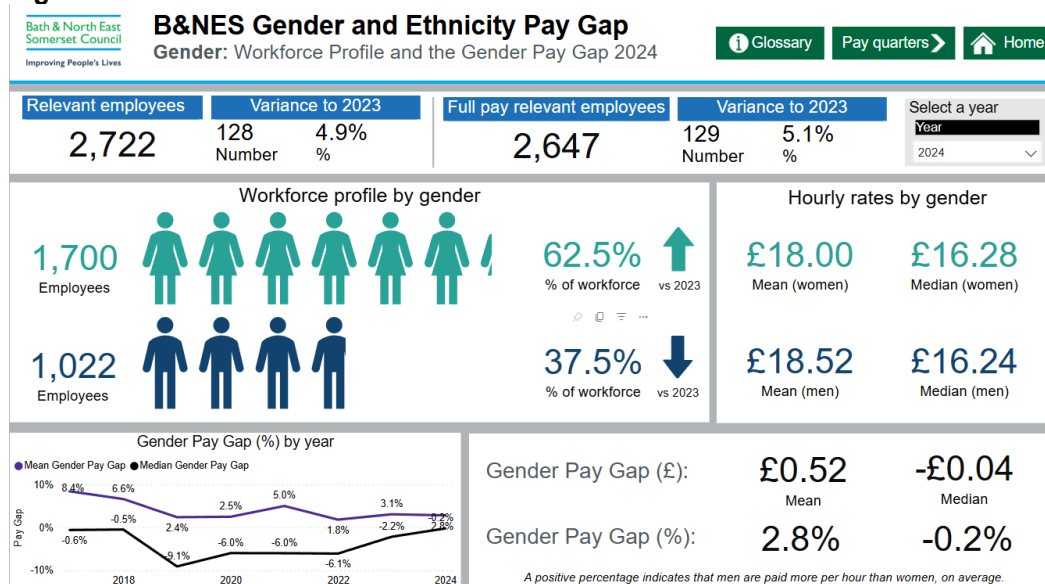 Bath & North East
Somerset Council
Improving People's Lives
B&NES Gender and Ethnicity Pay Gap
Gender: Workforce Profile and the Gender Pay Gap 2024
Glossary
Pay quarters
Home
Relevant employees
2,722
Variance to 2023
128 4.9%
Number %
Full pay relevant employees
2,647
Variance to 2023
129 5.1%
Number %
Select a year
Year
2024
Workforce profile by gender
1,700
Employees
62.5%
% of workforce vs 2023
1,022
Employees
37.5%
% of workforce vs 2023
Hourly rates by gender
£18.00 £16.28
Mean (women) Median (women)
£18.52 £16.24
Mean (men) Median (men)
Gender Pay Gap (%) by year
Mean Gender Pay Gap Median Gender Pay Gap
Pay Gap
10%
0%
-10%
8.4% 6.6% 2.4% 2.5% 5.0% 1.8% 3.1% 2.8%
-0.6% -0.5% -9.1% -6.0% -6.0% -6.1% -2.2% -0.2%
2018 2020 2022 2024
Gender Pay Gap (£): £0.52 -£0.04
Mean Median
Gender Pay Gap (%): 2.8% -0.2%
A positive percentage indicates that men are paid more per hour than women, on average.